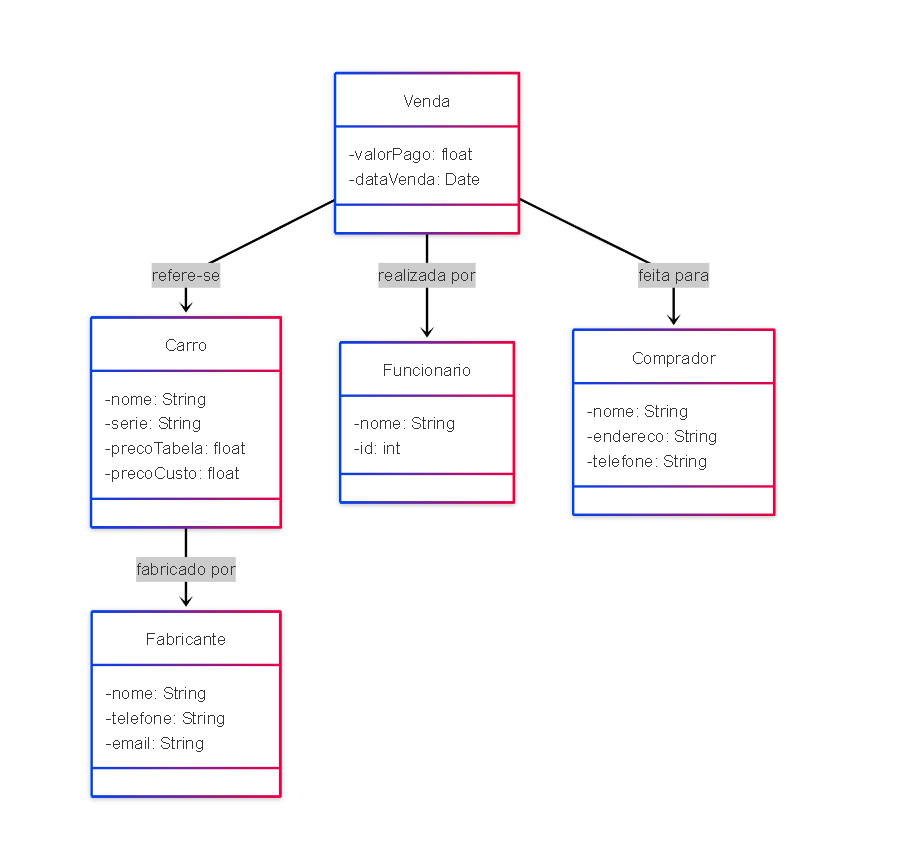 Venda
-valorPago: float
-dataVenda: Date
refere-se
realizada por
feita para
Carro
-nome: String
-serie: String
-precoTabela: float
-precoCusto: float
Funcionario
-nome: String
-id: int
Comprador
-nome: String
-endereco: String
-telefone: String
fabricado por
Fabricante
-nome: String
-telefone: String
-email: String